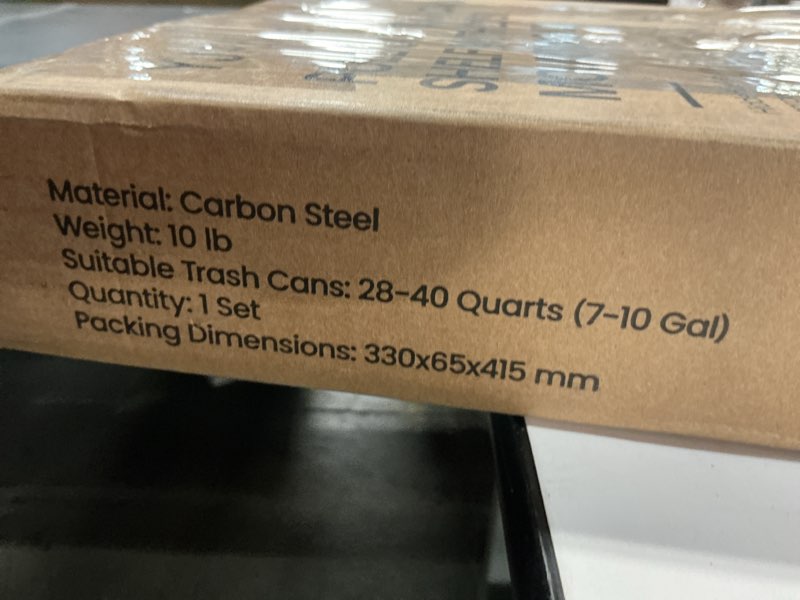 SHELF
Material: Carbon Steel
Weight: 10 lb
Suitable Trash Cans: 28-40 Quarts (7-10 Gal)
Quantity: 1 Set
Packing Dimensions: 330x65x415 mm